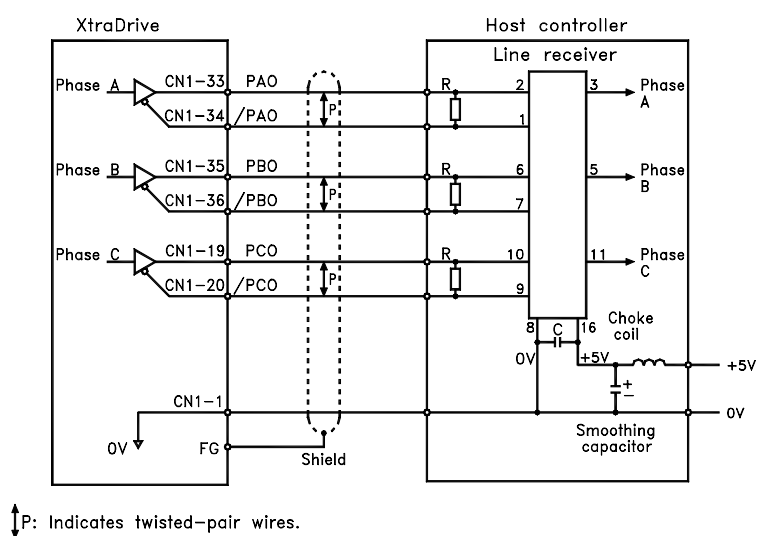 XtraDrive
Host controller
Line receiver
Phase A
CN1-33 PAO
R
2
3
Phase A
P
CN1-34 /PAO
1
Phase B
CN1-35 PBO
R
6
5
Phase B
P
CN1-36 /PBO
7
Phase C
CN1-19 PCO
R
10
11
Phase C
P
CN1-20 /PCO
9
8
C
16
Choke
coil
0V
+5V
+5V
+
-
CN1-1
0V
0V
FG
Shield
Smoothing
capacitor
P: Indicates twisted-pair wires.